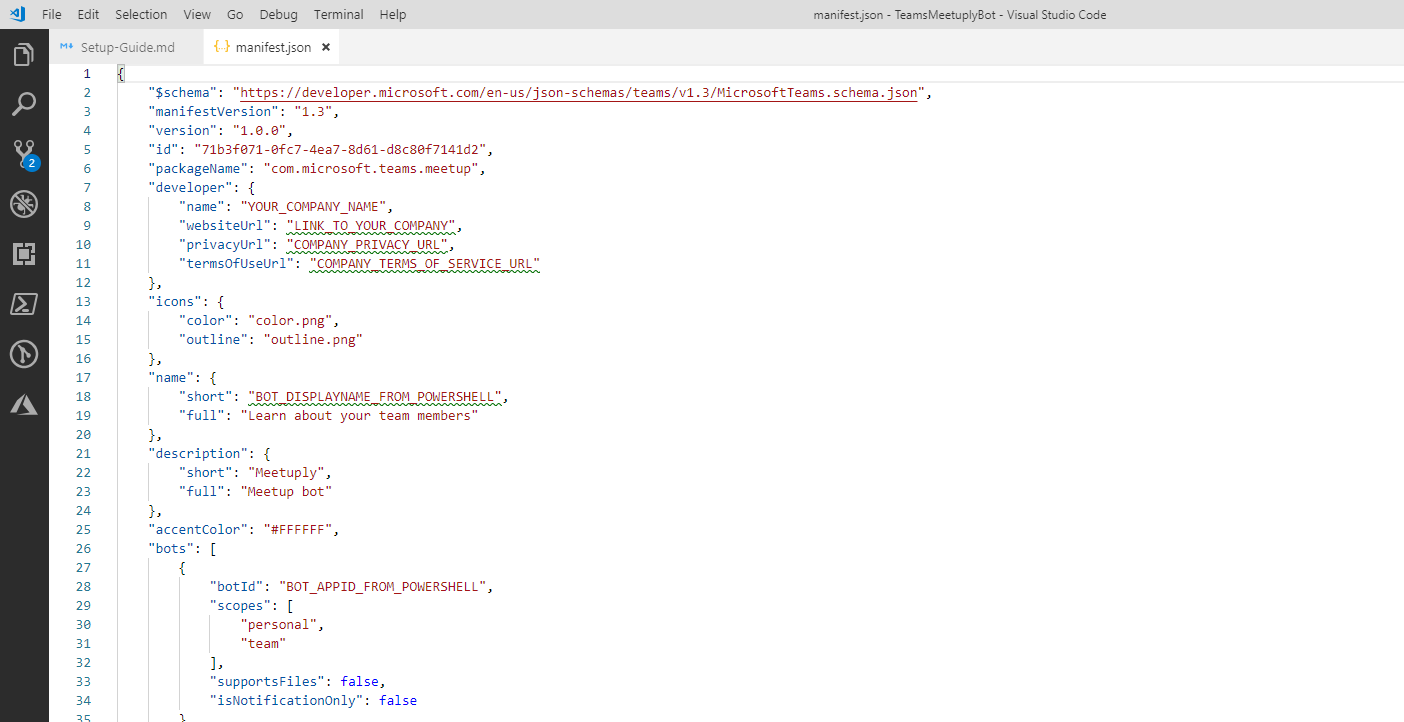 File Edit Selection View Go Debug Terminal Help manifest.json - TeamsMeetuplyBot - Visual Studio Code
Setup-Guide.md {..} manifest.json ×
1 {
2 "$schema": "https://developer.microsoft.com/en-us/json-schemas/teams/v1.3/MicrosoftTeams.schema.json",
3 "manifestVersion": "1.3",
4 "version": "1.0.0",
5 "id": "71b3f071-0fc7-4ea7-8d61-d8c80f7141d2",
6 "packageName": "com.microsoft.teams.meetup",
7 "developer": {
8 "name": "YOUR_COMPANY_NAME",
9 "websiteUrl": "LINK_TO_YOUR_COMPANY",
10 "privacyUrl": "COMPANY_PRIVACY_URL",
11 "termsOfUseUrl": "COMPANY_TERMS_OF_SERVICE_URL"
12 },
13 "icons": {
14 "color": "color.png",
15 "outline": "outline.png"
16 },
17 "name": {
18 "short": "BOT_DISPLAYNAME_FROM_POWERSHELL",
19 "full": "Learn about your team members"
20 },
21 "description": {
22 "short": "Meetuply",
23 "full": "Meetup bot"
24 },
25 "accentColor": "#FFFFFF",
26 "bots": [
27 {
28 "botId": "BOT_APPID_FROM_POWERSHELL",
29 "scopes": [
30 "personal",
31 "team"
32 ],
33 "supportsFiles": false,
34 "isNotificationOnly": false
35 }
2